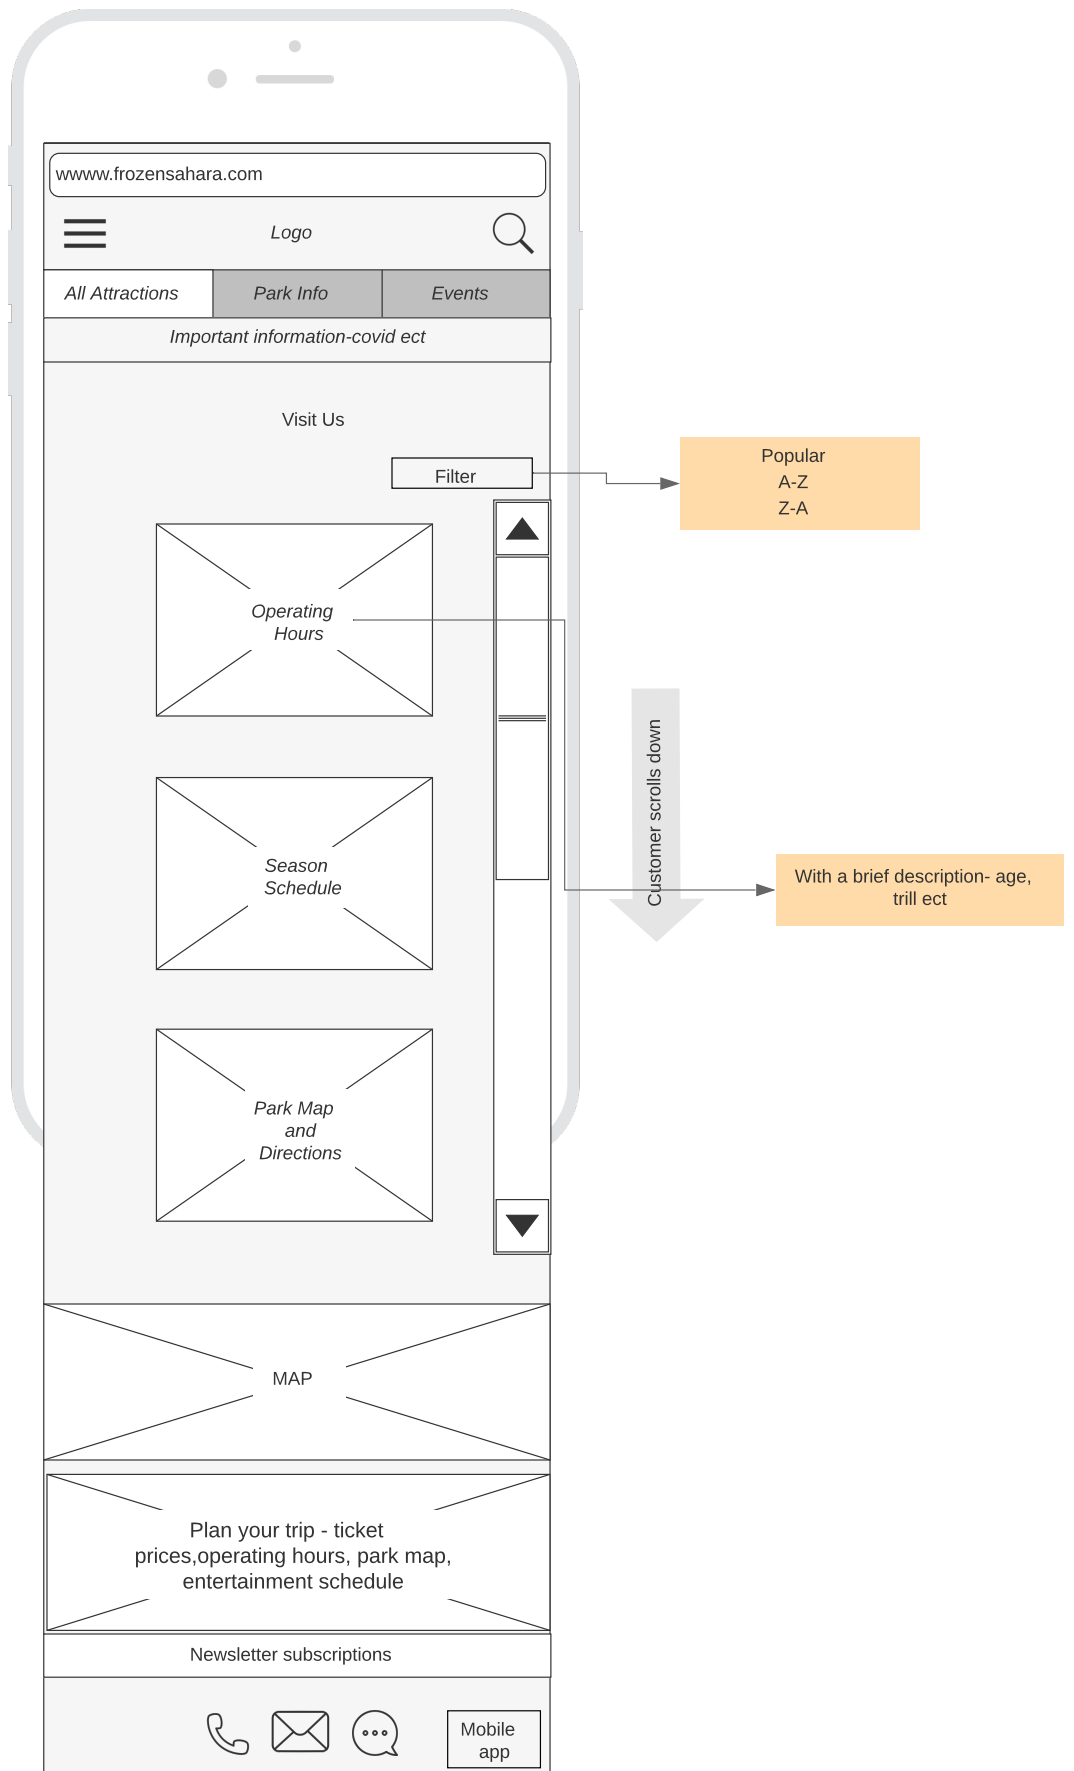 wwww.frozensahara.com
Logo
All Attractions
Park Info
Events
Important information-covid ect
Visit Us
Filter
Popular
A-Z
Z-A
Operating
Hours
Customer scrolls down
Season
Schedule
With a brief description- age,
trill ect
Park Map
and
Directions
MAP
Plan your trip - ticket
prices,operating hours, park map,
entertainment schedule
Newsletter subscriptions
Mobile
app